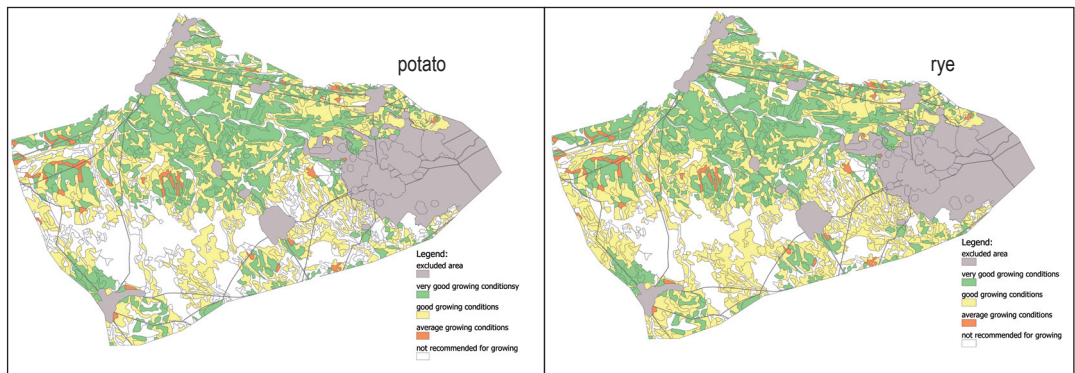 potato
Legend:
excluded area
very good growing conditionsy
good growing conditions
average growing conditions
not recommended for growing
rye
Legend:
excluded area
very good growing conditions
good growing conditions
average growing conditions
not recommended for growing